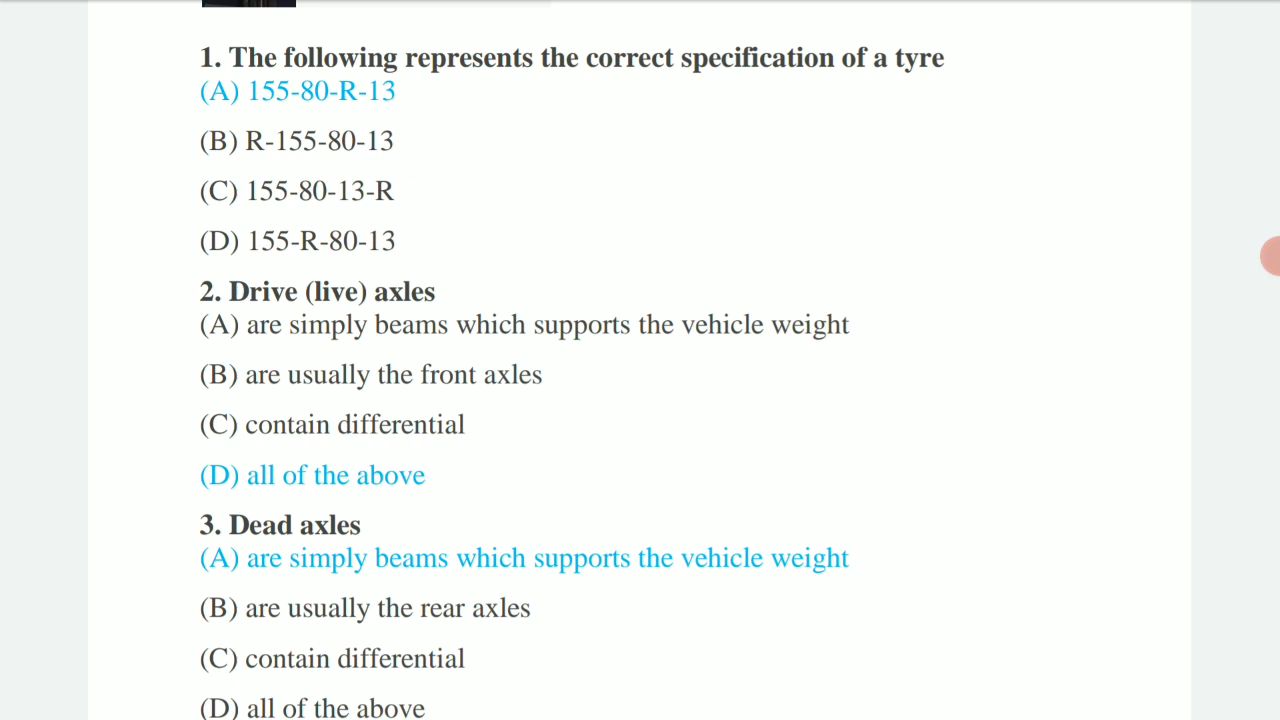 1. The following represents the correct specification of a tyre
(A) 155-80-R-13
(B) R-155-80-13
(C) 155-80-13-R
(D) 155-R-80-13
2. Drive (live) axles
(A) are simply beams which supports the vehicle weight
(B) are usually the front axles
(C) contain differential
(D) all of the above
3. Dead axles
(A) are simply beams which supports the vehicle weight
(B) are usually the rear axles
(C) contain differential
(D) all of the above